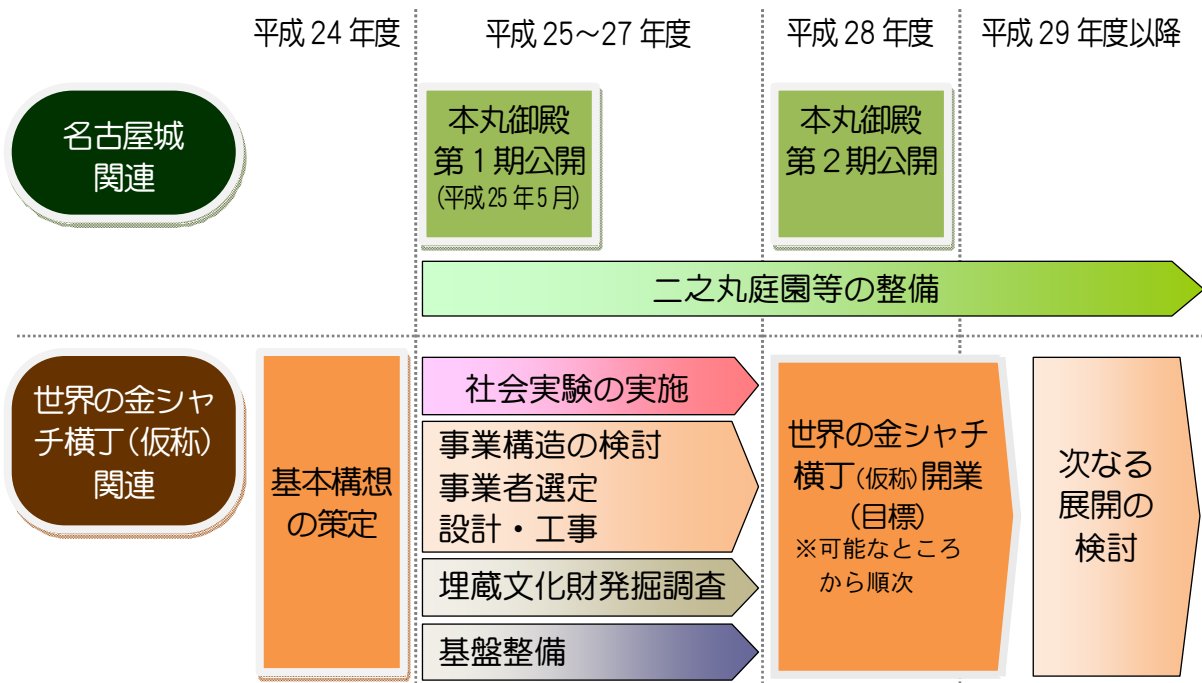 平成24年度
平成25～27年度
平成28年度
平成29年度以降
名古屋城
関連
本丸御殿
第1期公開
(平成25年5月)
本丸御殿
第2期公開
二之丸庭園等の整備
世界の金シャ
チ横丁(仮称)
関連
基本構想
の策定
社会実験の実施
事業構造の検討
事業者選定
設計・工事
埋蔵文化財発掘調査
基盤整備
世界の金シャチ
横丁(仮称)開業
(目標)
※可能なところ
から順次
次なる
展開の
検討